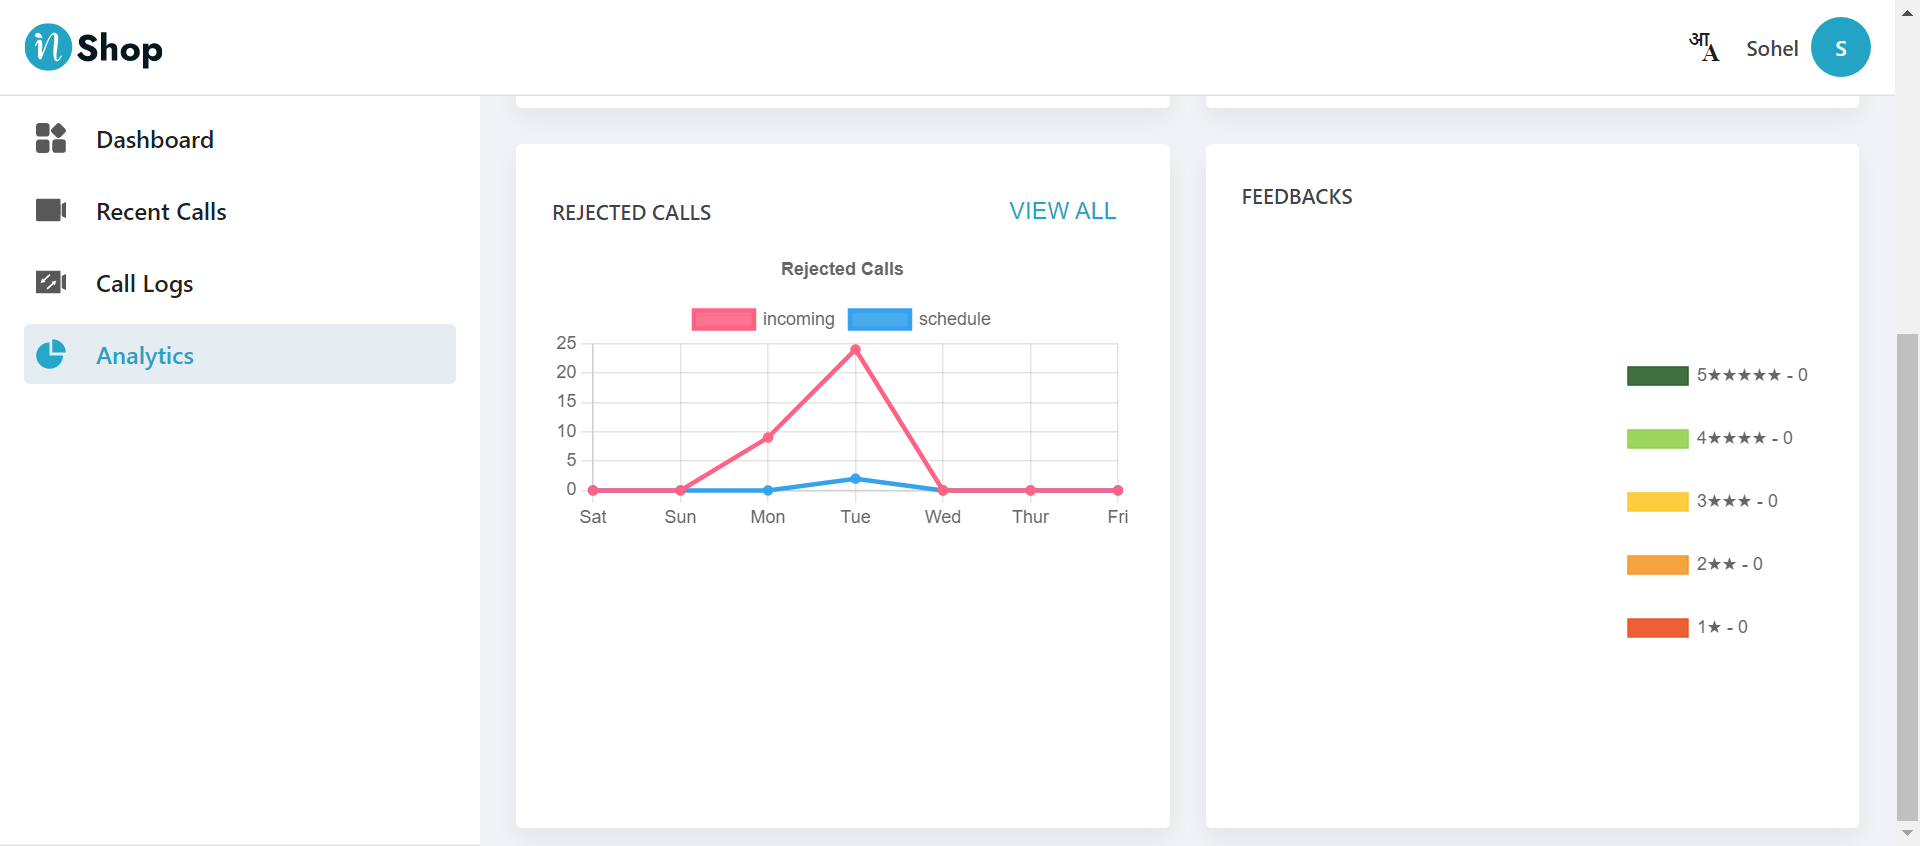 n Shop
आA
Sohel
S
Dashboard
Recent Calls
Call Logs
Analytics
REJECTED CALLS
VIEW ALL
Rejected Calls
incoming
schedule
25
20
15
10
5
0
Sat Sun Mon Tue Wed Thur Fri
FEEDBACKS
5★★★★★ - 0
4★★★★ - 0
3★★★ - 0
2★★ - 0
1★ - 0